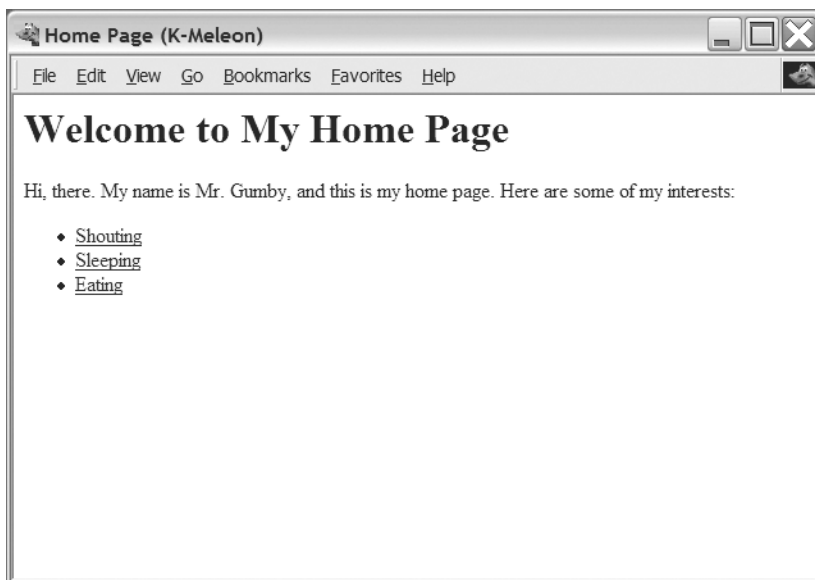 Home Page (K-Meleon)
File Edit View Go Bookmarks Favorites Help
Welcome to My Home Page
Hi, there. My name is Mr. Gumby, and this is my home page. Here are some of my interests:
• Shouting
• Sleeping
• Eating